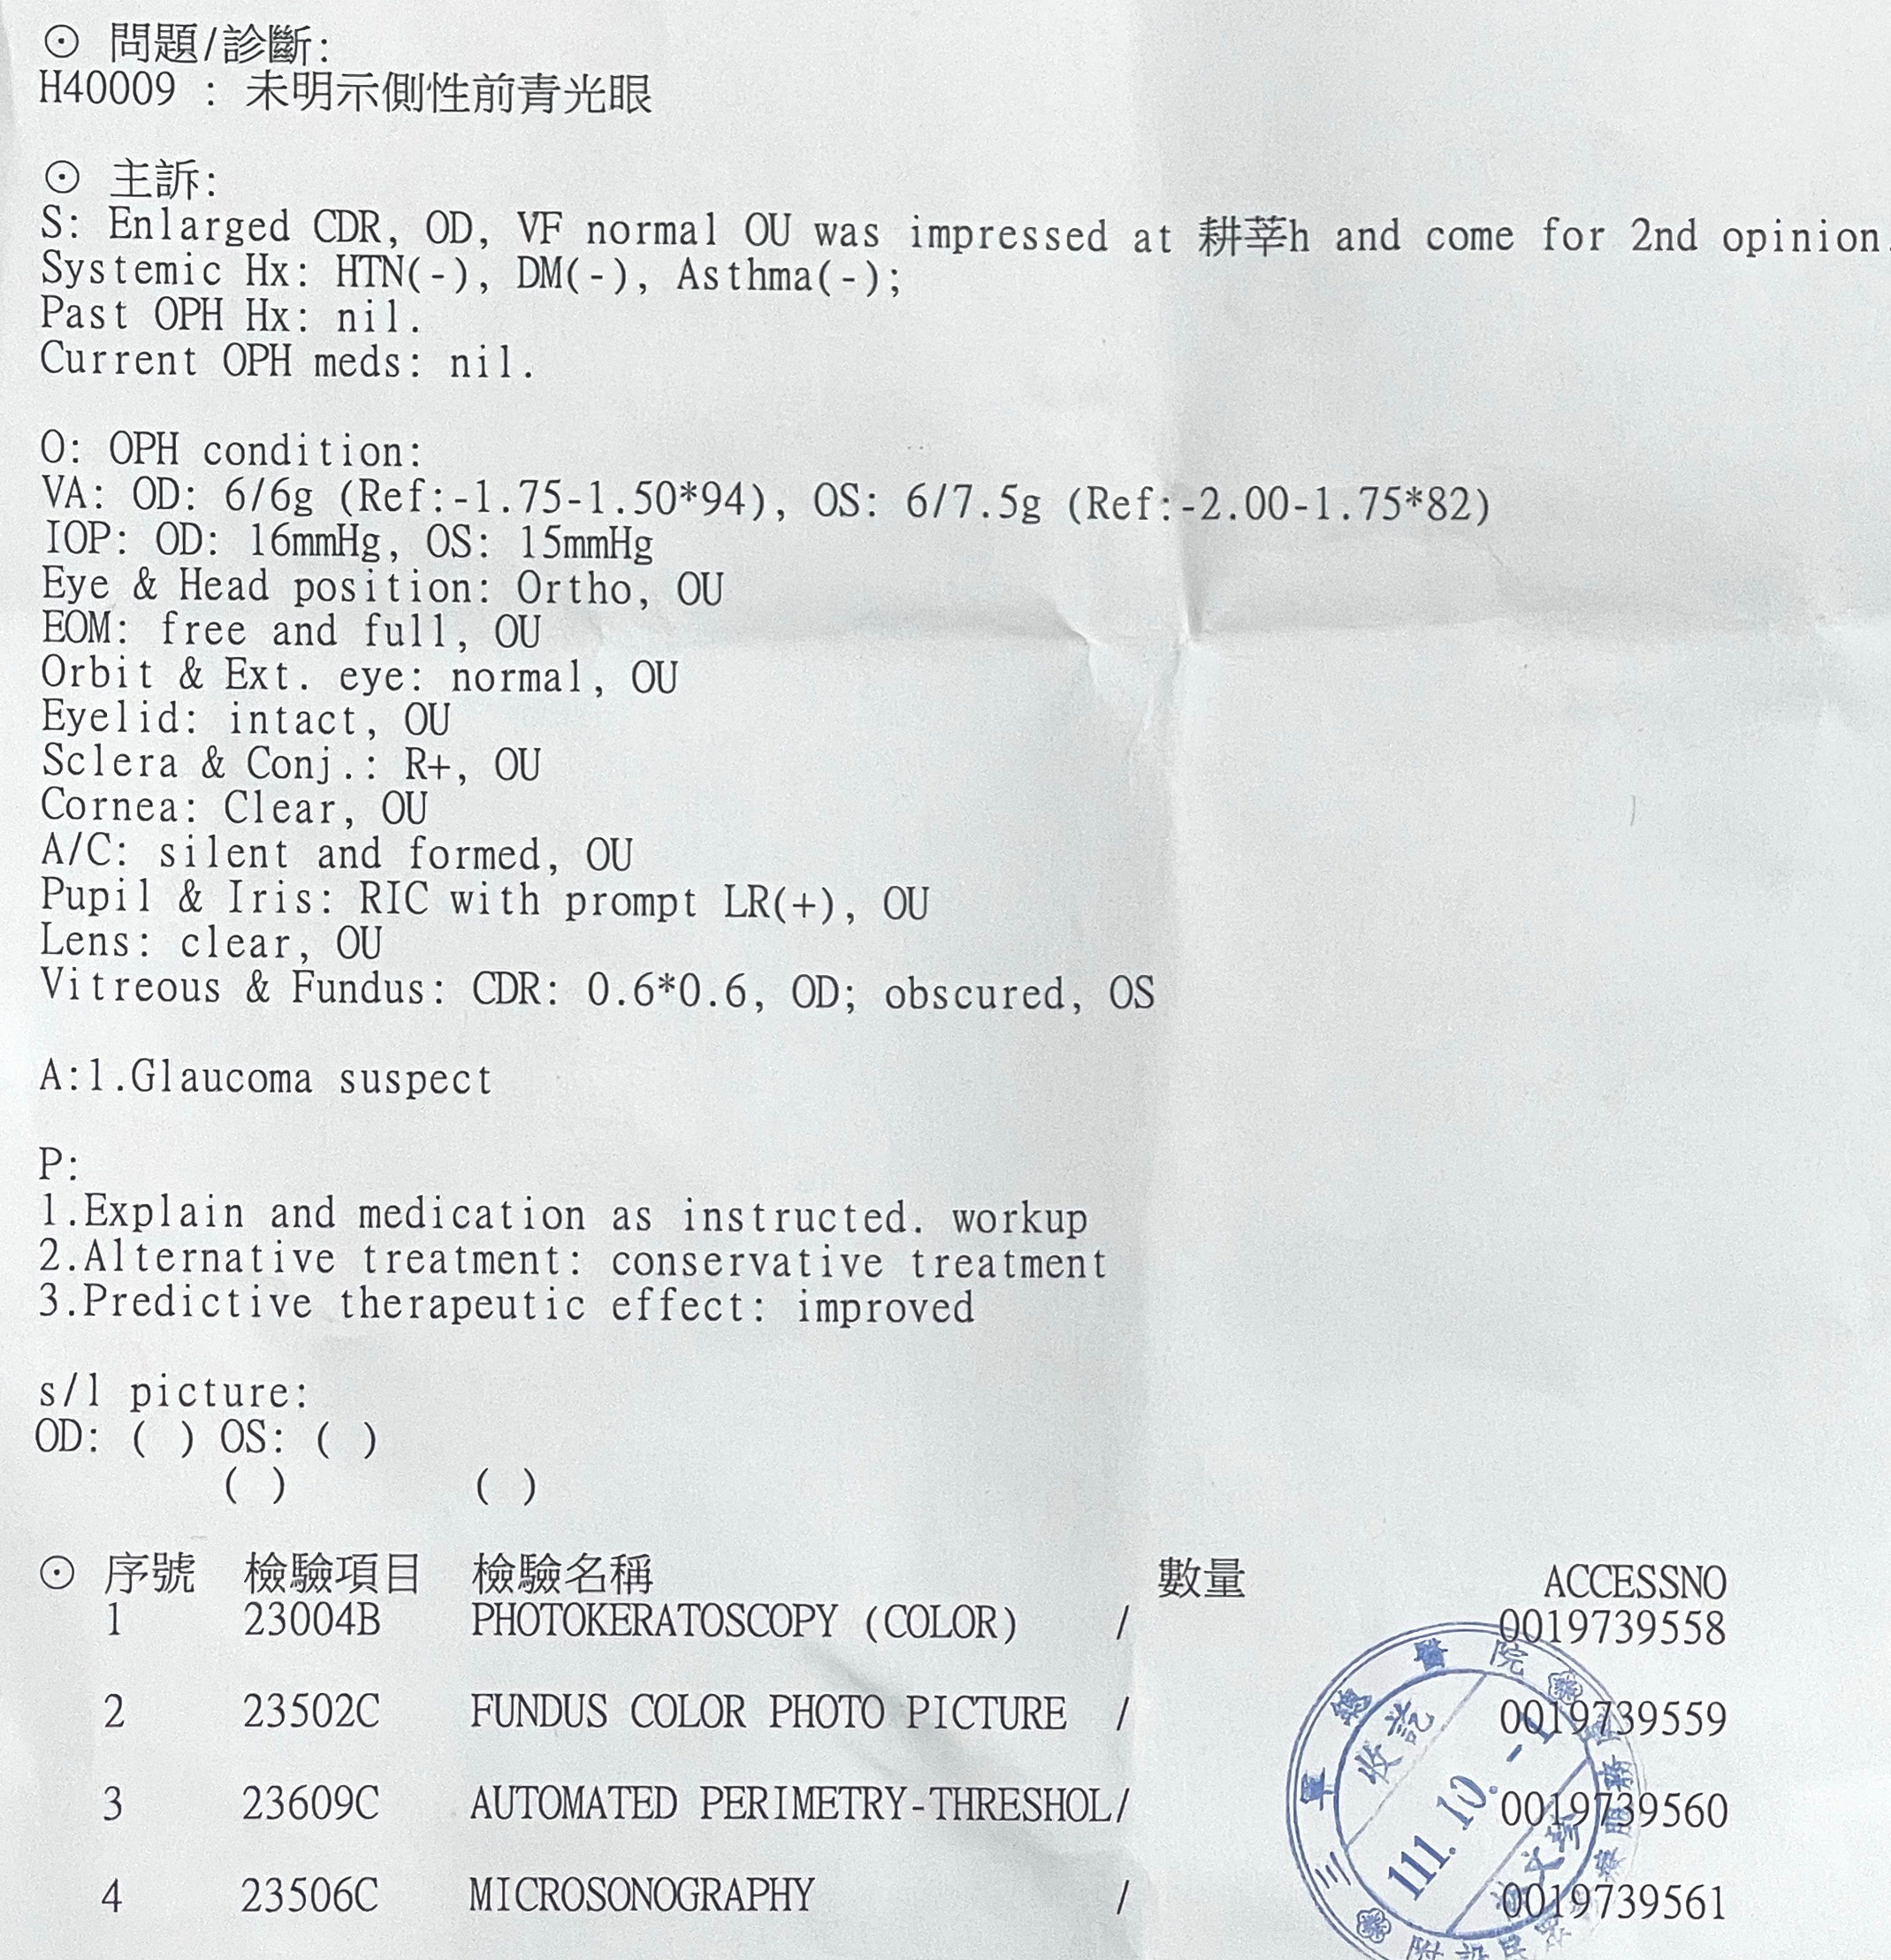 ⊙ 問題/診斷:
H40009 : 未明示側性前青光眼
⊙ 主訴:
S: Enlarged CDR, OD, VF normal OU was impressed at 耕莘h and come for 2nd opinion.
Systemic Hx: HTN(-), DM(-), Asthma(-);
Past OPH Hx: nil.
Current OPH meds: nil.
O: OPH condition:
VA: OD: 6/6g (Ref:-1.75-1.50*94), OS: 6/7.5g (Ref:-2.00-1.75*82)
IOP: OD: 16mmHg, OS: 15mmHg
Eye & Head position: Ortho, OU
EOM: free and full, OU
Orbit & Ext. eye: normal, OU
Eyelid: intact, OU
Sclera & Conj.: R+, OU
Cornea: Clear, OU
A/C: silent and formed, OU
Pupil & Iris: RIC with prompt LR(+), OU
Lens: clear, OU
Vitreous & Fundus: CDR: 0.6*0.6, OD; obscured, OS
A:1.Glaucoma suspect
P:
1.Explain and medication as instructed. workup
2.Alternative treatment: conservative treatment
3.Predictive therapeutic effect: improved
s/l picture:
OD: ( ) OS: ( )
( ) ( )
⊙ 序號 檢驗項目 檢驗名稱 數量 ACCESSNO
1 23004B PHOTOKERATOSCOPY (COLOR) / 0019739558
2 23502C FUNDUS COLOR PHOTO PICTURE / 0019739559
3 23609C AUTOMATED PERIMETRY-THRESHOL/ 0019739560
4 23506C MICROSONOGRAPHY / 0019739561
三軍總醫院
收訖
111. 10.